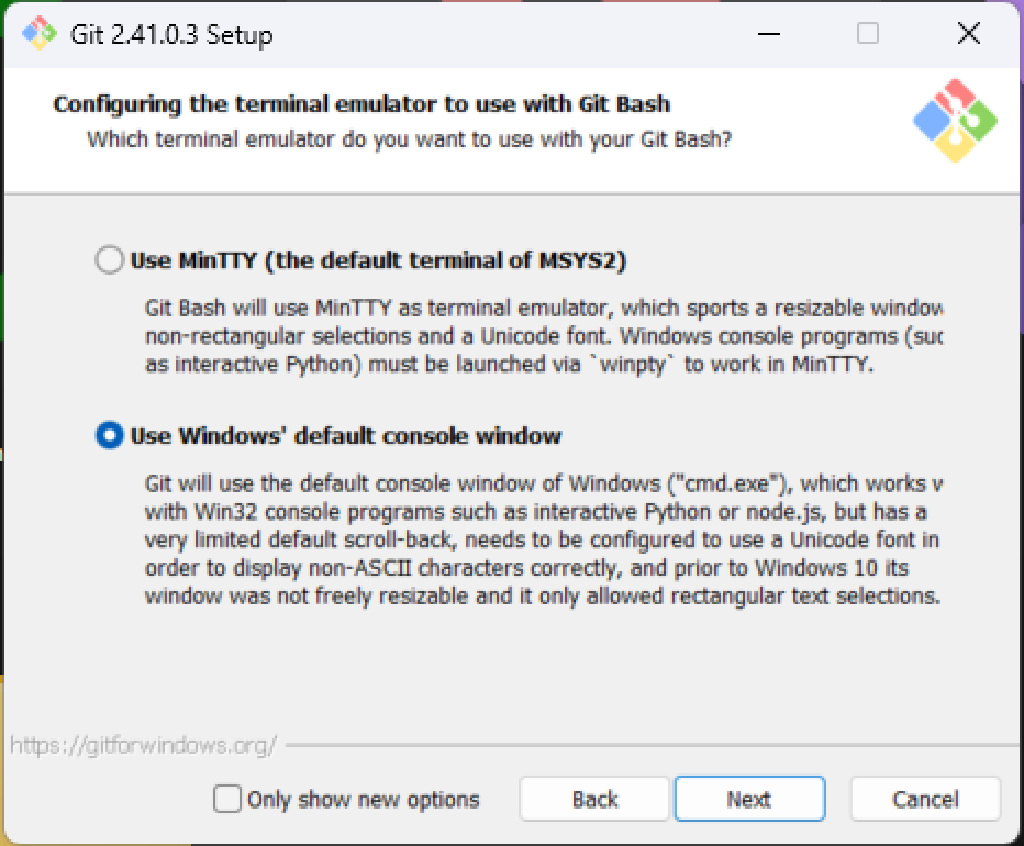 Git 2.41.0.3 Setup
Configuring the terminal emulator to use with Git Bash
Which terminal emulator do you want to use with your Git Bash?
Use MinTTY (the default terminal of MSYS2)
Git Bash will use MinTTY as terminal emulator, which sports a resizable window
non-rectangular selections and a Unicode font. Windows console programs (suc
as interactive Python) must be launched via `winpty` to work in MinTTY.
Use Windows' default console window
Git will use the default console window of Windows ("cmd.exe"), which works w
with Win32 console programs such as interactive Python or node.js, but has a
very limited default scroll-back, needs to be configured to use a Unicode font in
order to display non-ASCII characters correctly, and prior to Windows 10 its
window was not freely resizable and it only allowed rectangular text selections.
https://gitforwindows.org/
Only show new options
Back
Next
Cancel